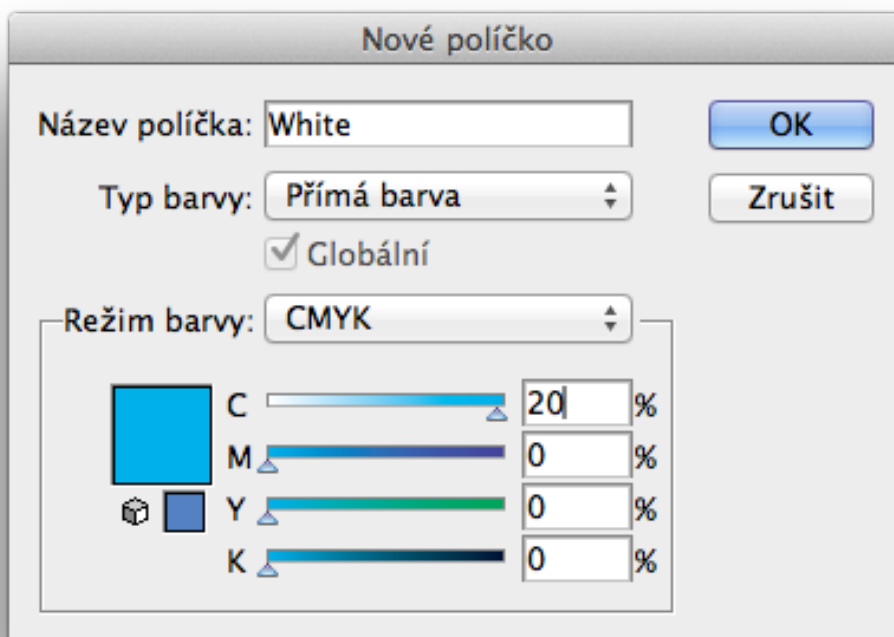 Nové políčko
Název políčka: White OK
Typ barvy: Přímá barva Zrušit
Globální
Režim barvy: CMYK
C 20 %
M 0 %
Y 0 %
K 0 %